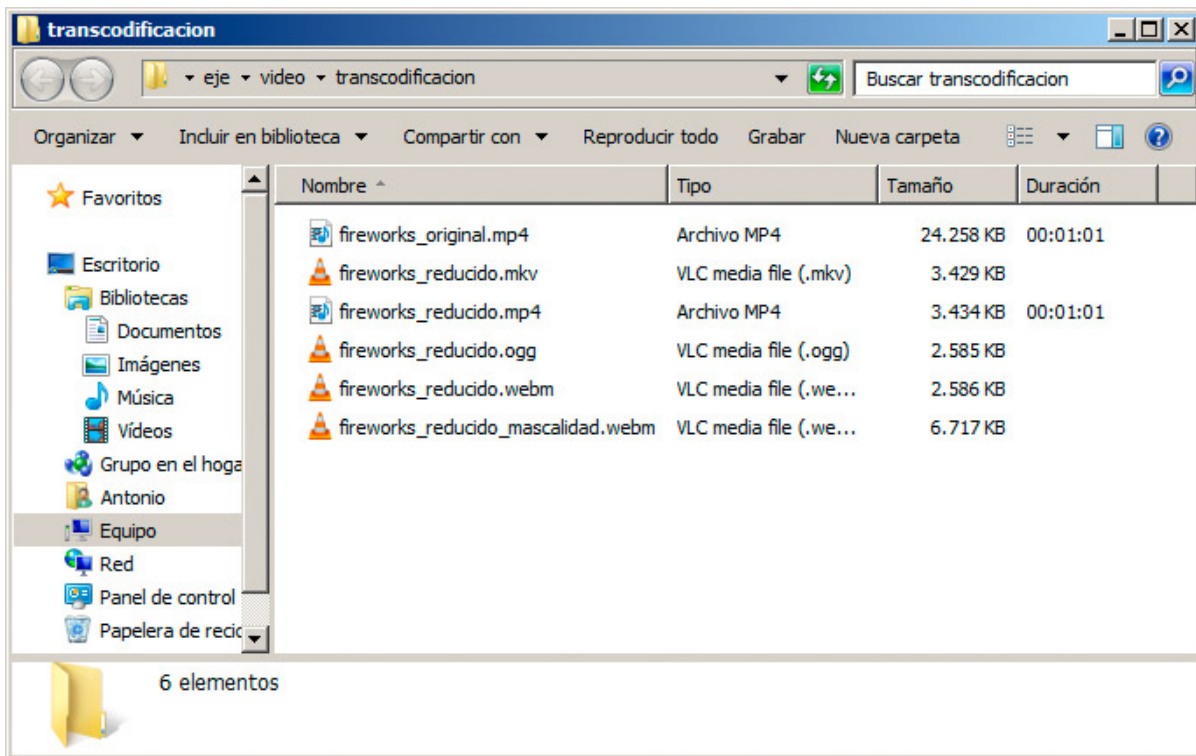 transcodificacion
eje video transcodificacion Buscar transcodificacion
Organizar Incluir en biblioteca Compartir con Reproducir todo Grabar Nueva carpeta
Favoritos
Escritorio
Bibliotecas
Documentos
Imágenes
Música
Vídeos
Grupo en el hoga
Antonio
Equipo
Red
Panel de control
Papelera de recic
Nombre Tipo Tamaño Duración
fireworks_original.mp4 Archivo MP4 24.258 KB 00:01:01
fireworks_reducido.mkv VLC media file (.mkv) 3.429 KB
fireworks_reducido.mp4 Archivo MP4 3.434 KB 00:01:01
fireworks_reducido.ogg VLC media file (.ogg) 2.585 KB
fireworks_reducido.webm VLC media file (.we... 2.586 KB
fireworks_reducido_mascalidad.webm VLC media file (.we... 6.717 KB
6 elementos